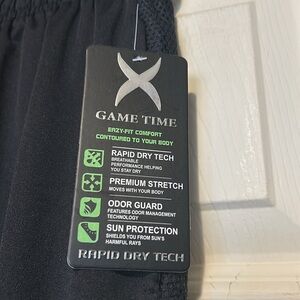 GAME TIME
EAZY-FIT COMFORT
CONTOURED TO YOUR BODY
RAPID DRY TECH
BREATHABLE
PERFORMANCE HELPING
YOU STAY DRY
PREMIUM STRETCH
MOVES WITH YOUR BODY
ODOR GUARD
FEATURES ODOR MANAGEMENT
TECHNOLOGY
SUN PROTECTION
SHIELDS YOU FROM SUN'S
HARMFUL RAYS
RAPID DRY TECH